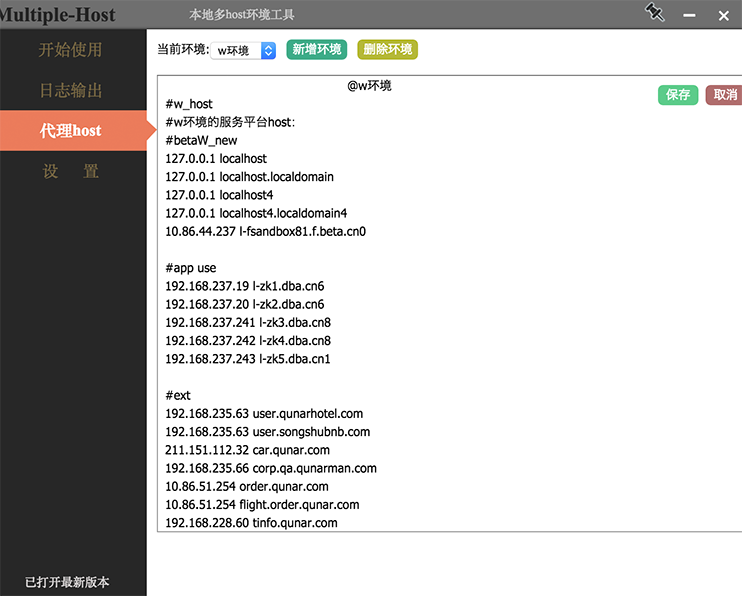 Multiple-Host 本地多host环境工具
开始使用
日志输出
代理host
设 置
已打开最新版本
当前环境: w环境 新增环境 删除环境
@w环境
保存 取消
#w_host
#w环境的服务平台host:
#betaW_new
127.0.0.1 localhost
127.0.0.1 localhost.localdomain
127.0.0.1 localhost4
127.0.0.1 localhost4.localdomain4
10.86.44.237 l-fsandbox81.f.beta.cn0
#app use
192.168.237.19 l-zk1.dba.cn6
192.168.237.20 l-zk2.dba.cn6
192.168.237.241 l-zk3.dba.cn8
192.168.237.242 l-zk4.dba.cn8
192.168.237.243 l-zk5.dba.cn1
#ext
192.168.235.63 user.qunarhotel.com
192.168.235.63 user.songshubnb.com
211.151.112.32 car.qunar.com
192.168.235.66 corp.qa.qunarman.com
10.86.51.254 order.qunar.com
10.86.51.254 flight.order.qunar.com
192.168.228.60 tinfo.qunar.com